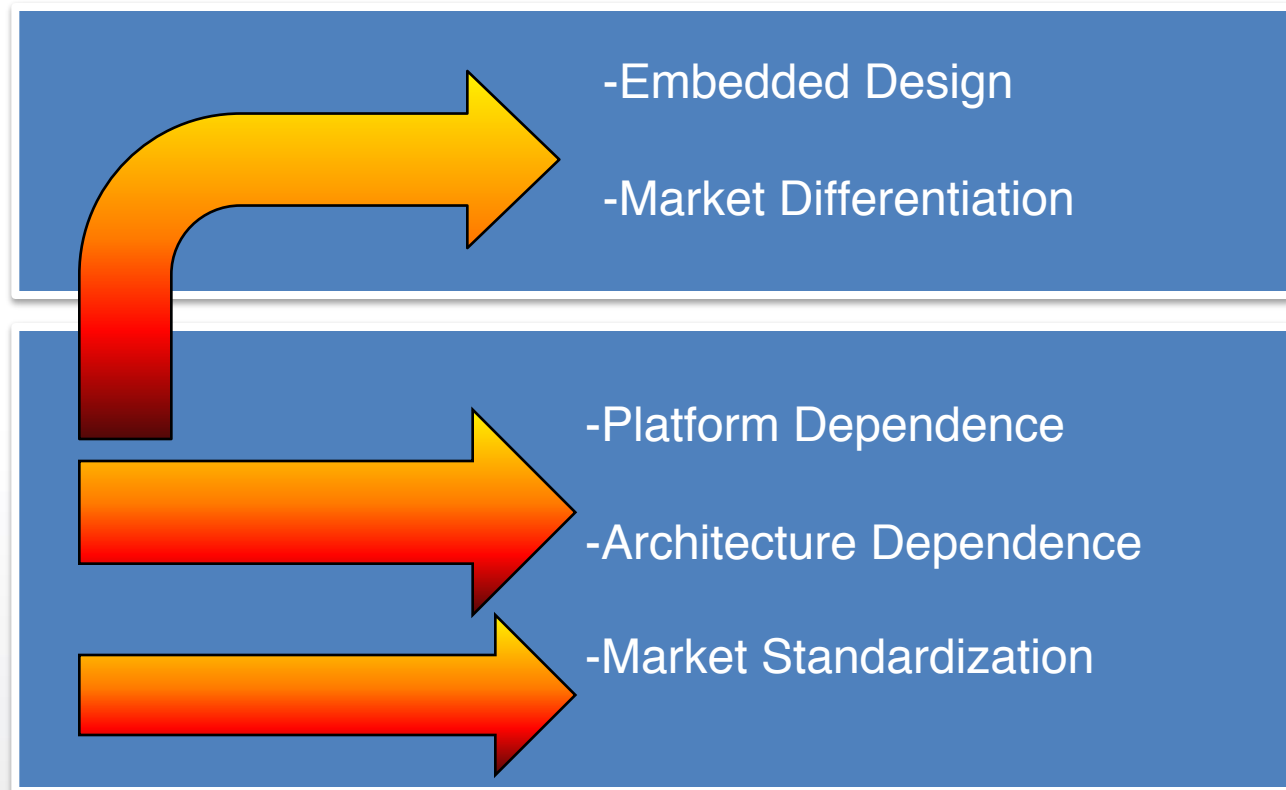 -Embedded Design
-Market Differentiation
-Platform Dependence
-Architecture Dependence
-Market Standardization